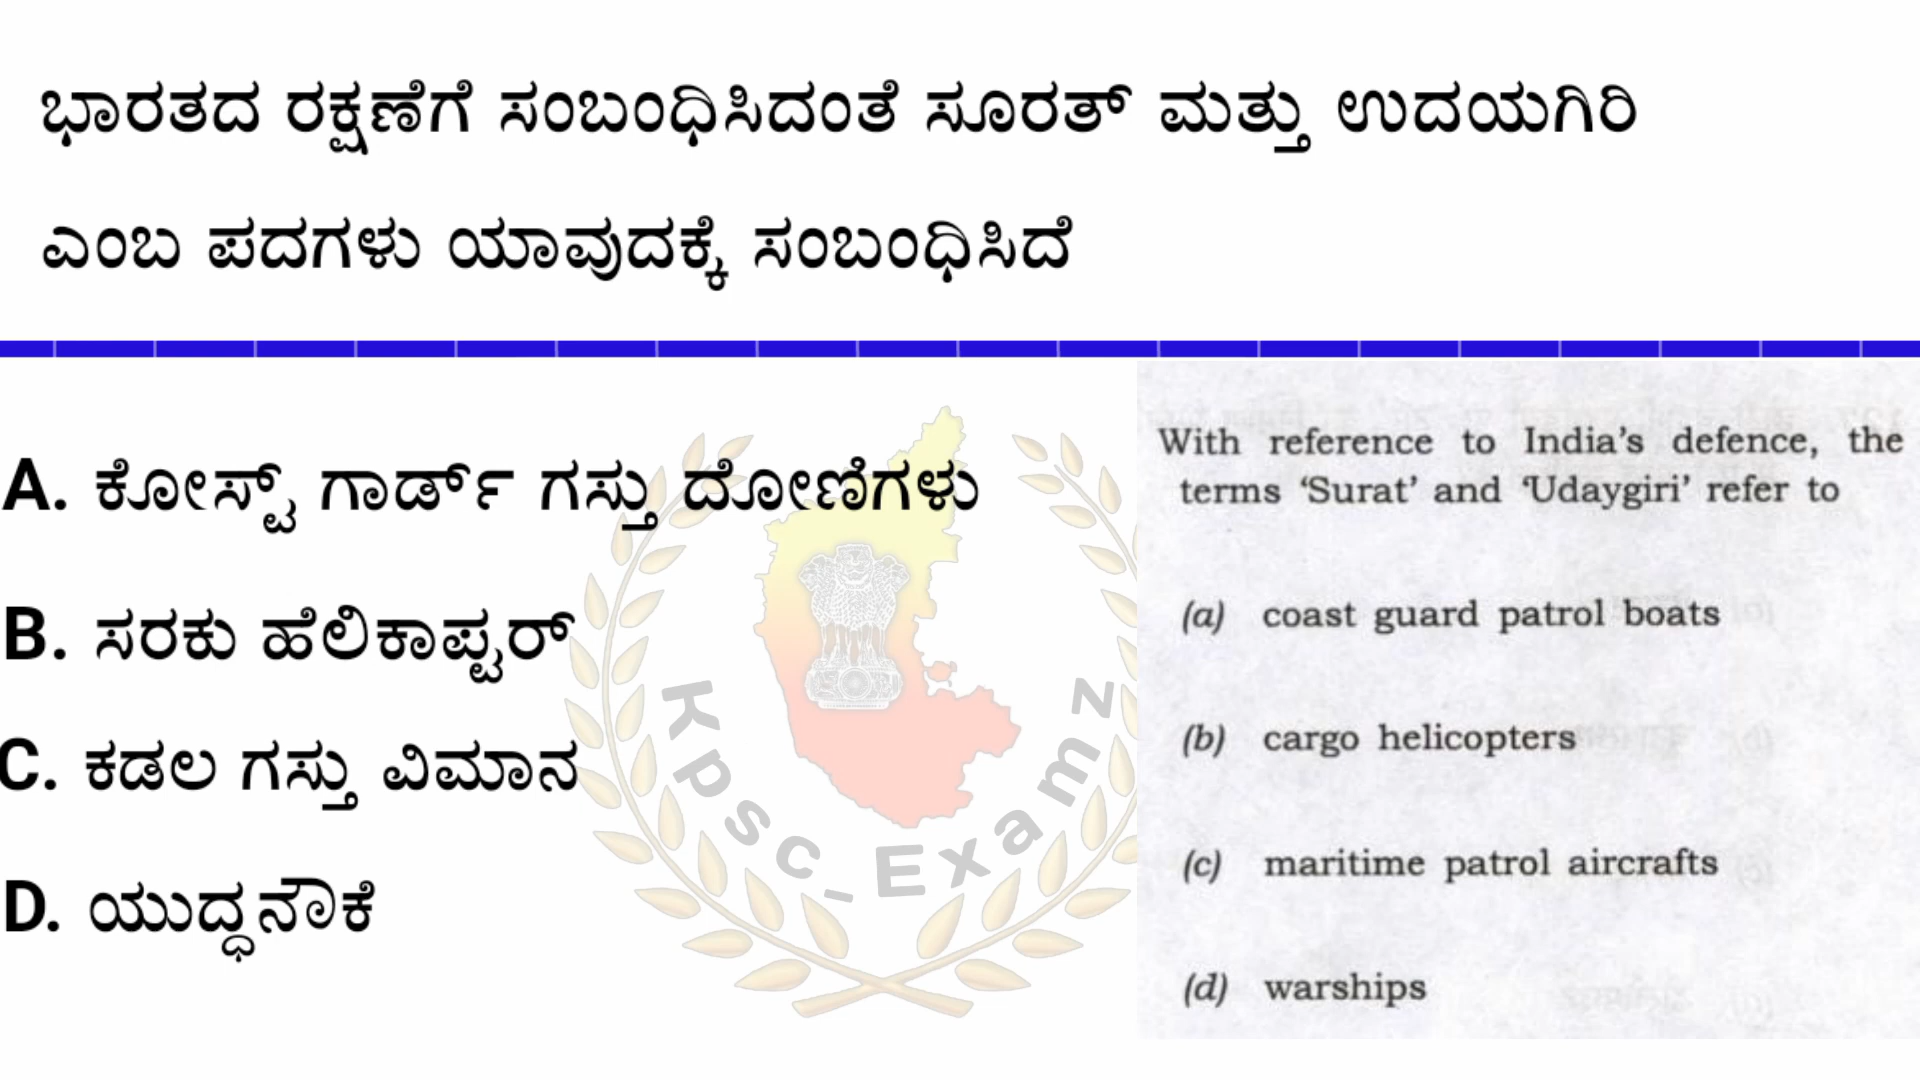 ಭಾರತದ ರಕ್ಷಣೆಗೆ ಸಂಬಂಧಿಸಿದಂತೆ ಸೂರತ್ ಮತ್ತು ಉದಯಗಿರಿ
ಎಂಬ ಪದಗಳು ಯಾವುದಕ್ಕೆ ಸಂಬಂಧಿಸಿದೆ
A. ಕೋಸ್ಟ್ ಗಾರ್ಡ್ ಗಸ್ತು ದೋಣಿಗಳು
B. ಸರಕು ಹೆಲಿಕಾಪ್ಟರ್
C. ಕಡಲ ಗಸ್ತು ವಿಮಾನ
D. ಯುದ್ಧನೌಕೆ
Kpsc_Examz
With reference to India's defence, the
terms 'Surat' and 'Udaygiri' refer to
(a) coast guard patrol boats
(b) cargo helicopters
(c) maritime patrol aircrafts
(d) warships